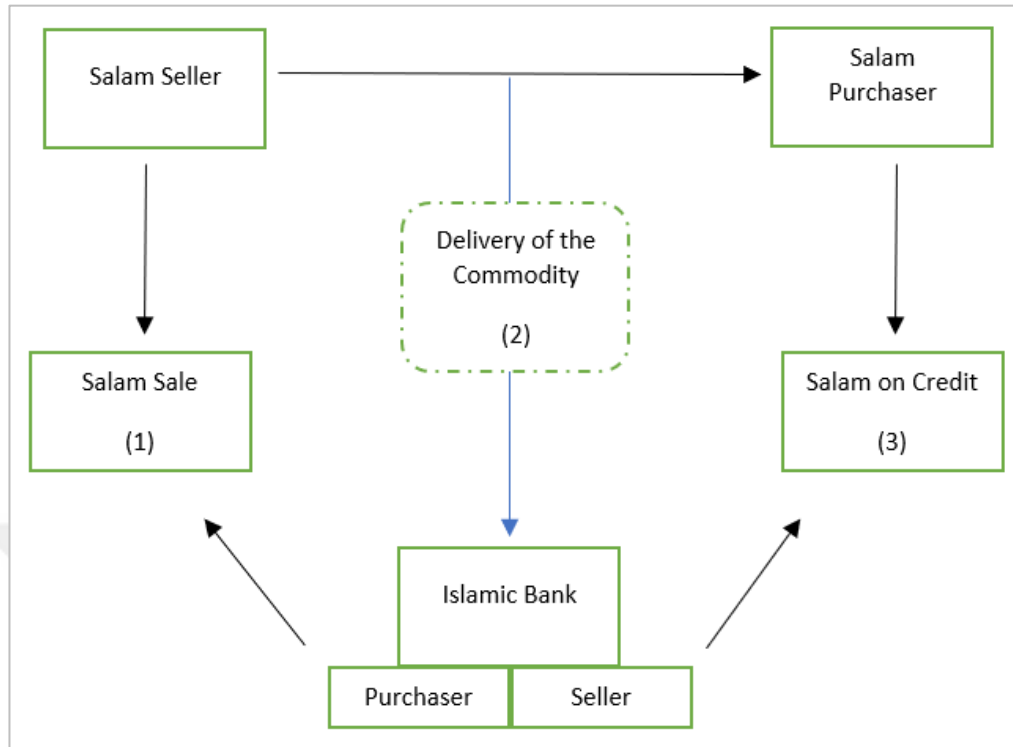 Salam Seller
Salam
Purchaser
Delivery of the
Commodity
(2)
Salam Sale
(1)
Salam on Credit
(3)
Islamic Bank
Purchaser
Seller